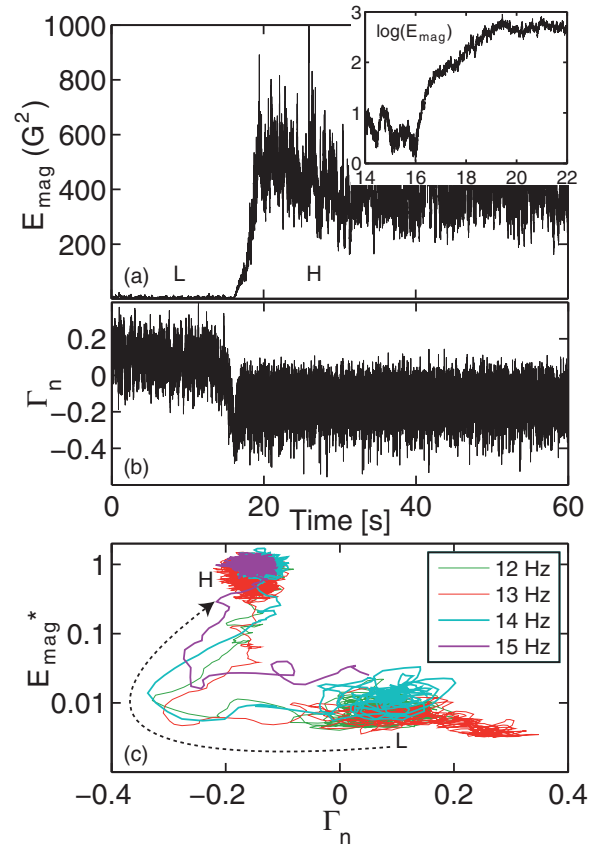 log(E_mag)
3
2
1
0
14 16 18 20 22
1000
800
600
400
200
E_mag (G²)
(a) L H
0.2
0
−0.2
−0.4
Γ_n
(b)
0 20 40 60
Time [s]
1
0.1
0.01
E_mag*
H
L
12 Hz
13 Hz
14 Hz
15 Hz
(c)
−0.4 −0.2 0 0.2 0.4
Γ_n